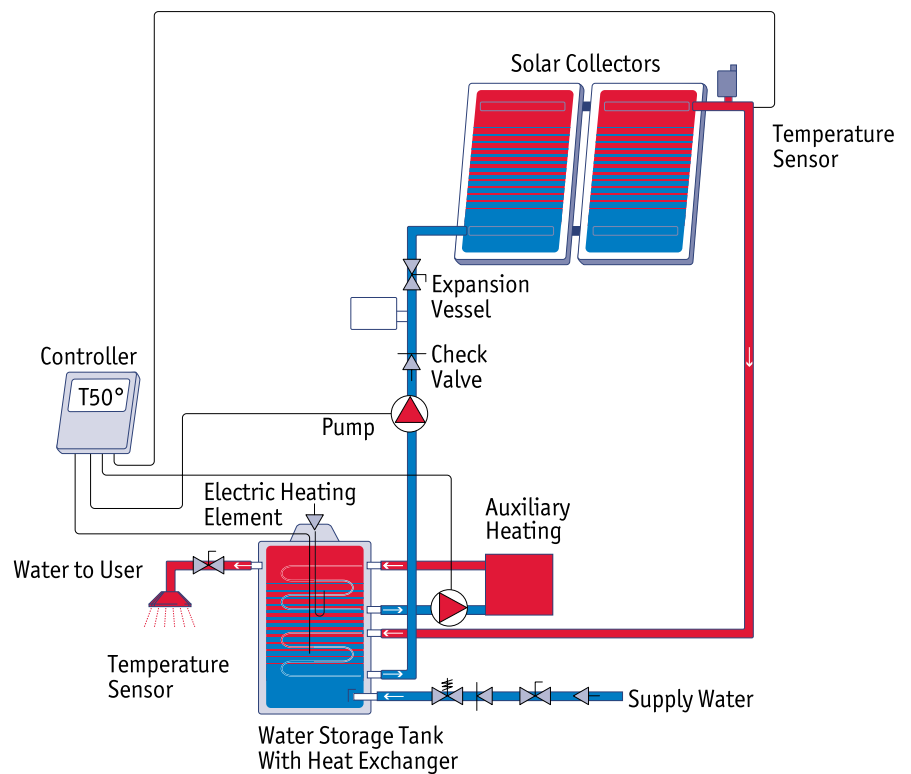 Solar Collectors
Temperature
Sensor
Expansion
Vessel
Controller
T50°
Check
Valve
Pump
Electric Heating
Element
Auxiliary
Heating
Water to User
Temperature
Sensor
Supply Water
Water Storage Tank
With Heat Exchanger